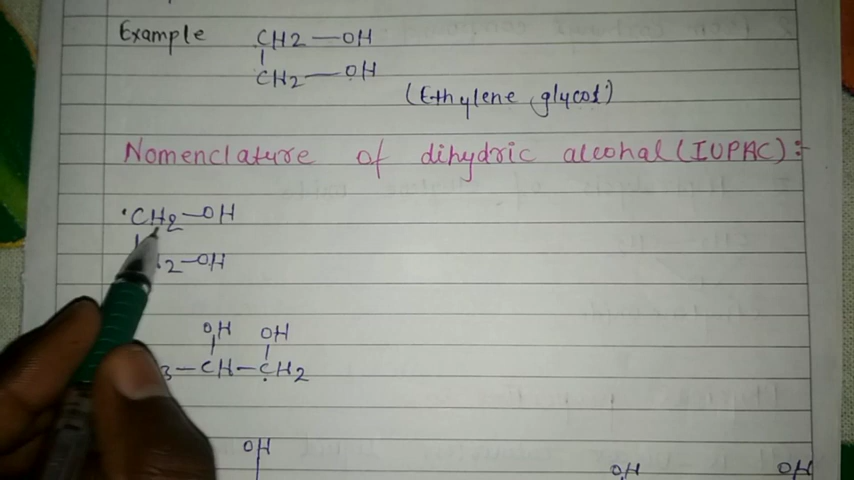 Example CH2—OH
CH2—OH
(Ethylene glycol)
Nomenclature of dihydric alcohal (IUPAC):-
CH2—OH
2—OH
OH OH
3—CH—CH2
OH
OH OH